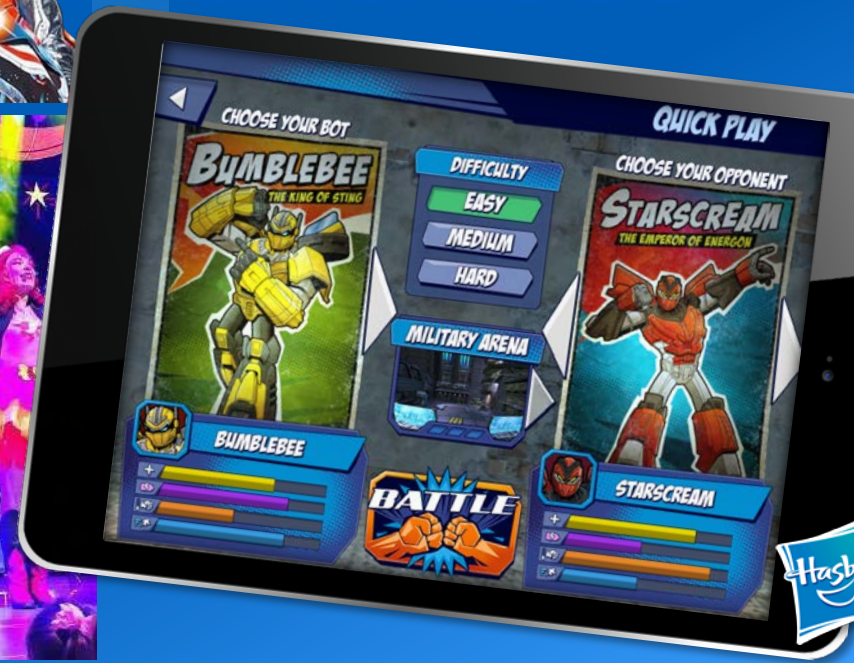 QUICK PLAY
CHOOSE YOUR BOT
BUMBLEBEE
THE KING OF STING
DIFFICULTY
EASY
MEDIUM
HARD
MILITARY ARENA
CHOOSE YOUR OPPONENT
STARSCREAM
THE EMPEROR OF ENERGON
BUMBLEBEE
BATTLE
STARSCREAM